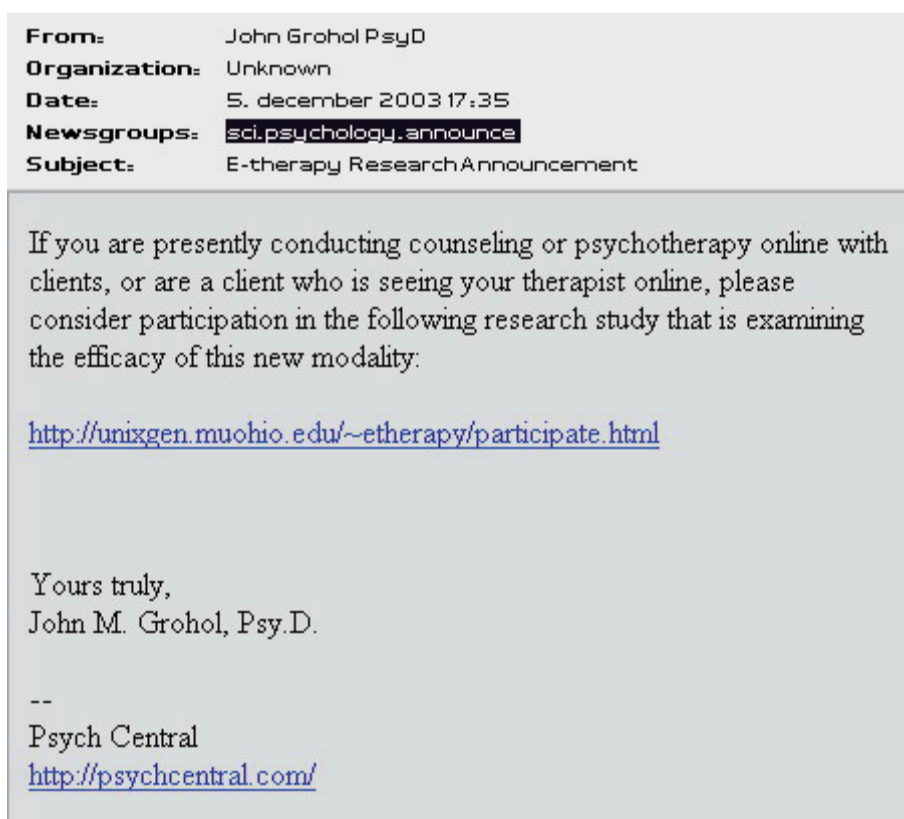 From: John Grohol PsyD
Organization: Unknown
Date: 5. december 2003 17:35
Newsgroups: sci.psychology.announce
Subject: E-therapy Research Announcement
If you are presently conducting counseling or psychotherapy online with
clients, or are a client who is seeing your therapist online, please
consider participation in the following research study that is examining
the efficacy of this new modality:
http://unixgen.muohio.edu/~etherapy/participate.html
Yours truly,
John M. Grohol, Psy.D.
--
Psych Central
http://psychcentral.com/